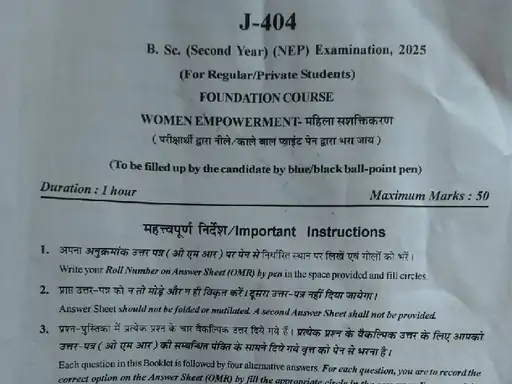 J-404
B. Sc. (Second Year) (NEP) Examination, 2025
(For Regular/Private Students)
FOUNDATION COURSE
WOMEN EMPOWERMENT- महिला सशक्तिकरण
( परीक्षार्थी द्वारा नीले/काले बाल प्वाइंट पेन द्वारा भरा जाय )
(To be filled up by the candidate by blue/black ball-point pen)
Duration : 1 hour Maximum Marks : 50
महत्त्वपूर्ण निर्देश/Important Instructions
1. अपना अनुक्रमांक उत्तर पत्र ( ओ एम आर ) पर पेन से निर्धारित स्थान पर लिखें एवं गोलों को भरें।
Write your Roll Number on Answer Sheet (OMR) by pen in the space provided and fill circles.
2. प्राप्त उत्तर-पत्र को न तो मोड़े और न ही विकृत करें। दूसरा उत्तर-पत्र नहीं दिया जायेगा।
Answer Sheet should not be folded or mutilated. A second Answer Sheet shall not be provided.
3. प्रश्न-पुस्तिका में प्रत्येक प्रश्न के चार वैकल्पिक उत्तर दिये गये हैं। प्रत्येक प्रश्न के वैकल्पिक उत्तर के लिए आपको
उत्तर-पत्र ( ओ एम आर ) की सम्बन्धित पंक्ति के सामने दिये गये वृत्त को पेन से भरना है।
Each question in this Booklet is followed by four alternative answers. For each question, you are to record the
correct option on the Answer Sheet (OMR) by fill the appropriate circle in the